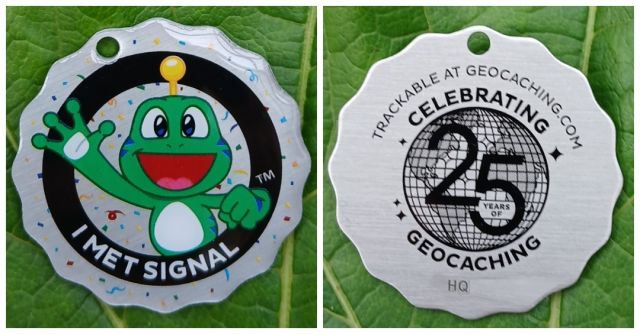 I MET SIGNAL
TM
TRACKABLE AT GEOCACHING.COM
CELEBRATING
25
YEARS
OF
GEOCACHING
HQ